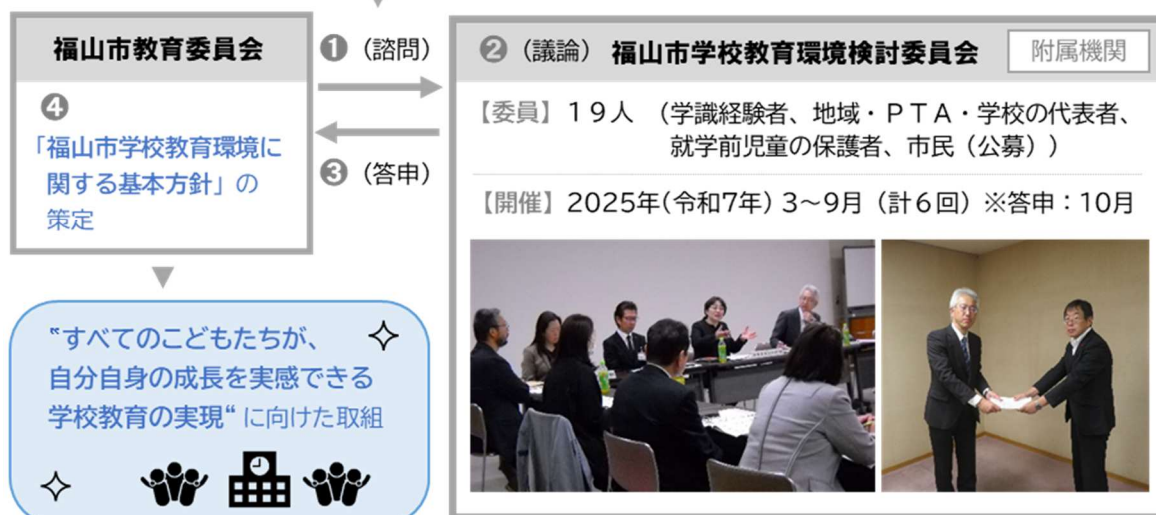 福山市教育委員会
❹
「福山市学校教育環境に
関する基本方針」の
策定
❶（諮問）
❸（答申）
❷（議論）福山市学校教育環境検討委員会
附属機関
【委員】１９人（学識経験者、地域・ＰＴＡ・学校の代表者、
就学前児童の保護者、市民（公募））
【開催】2025年(令和7年) 3～9月（計６回）※答申：10月
〝すべてのこどもたちが、
自分自身の成長を実感できる
学校教育の実現“ に向けた取組